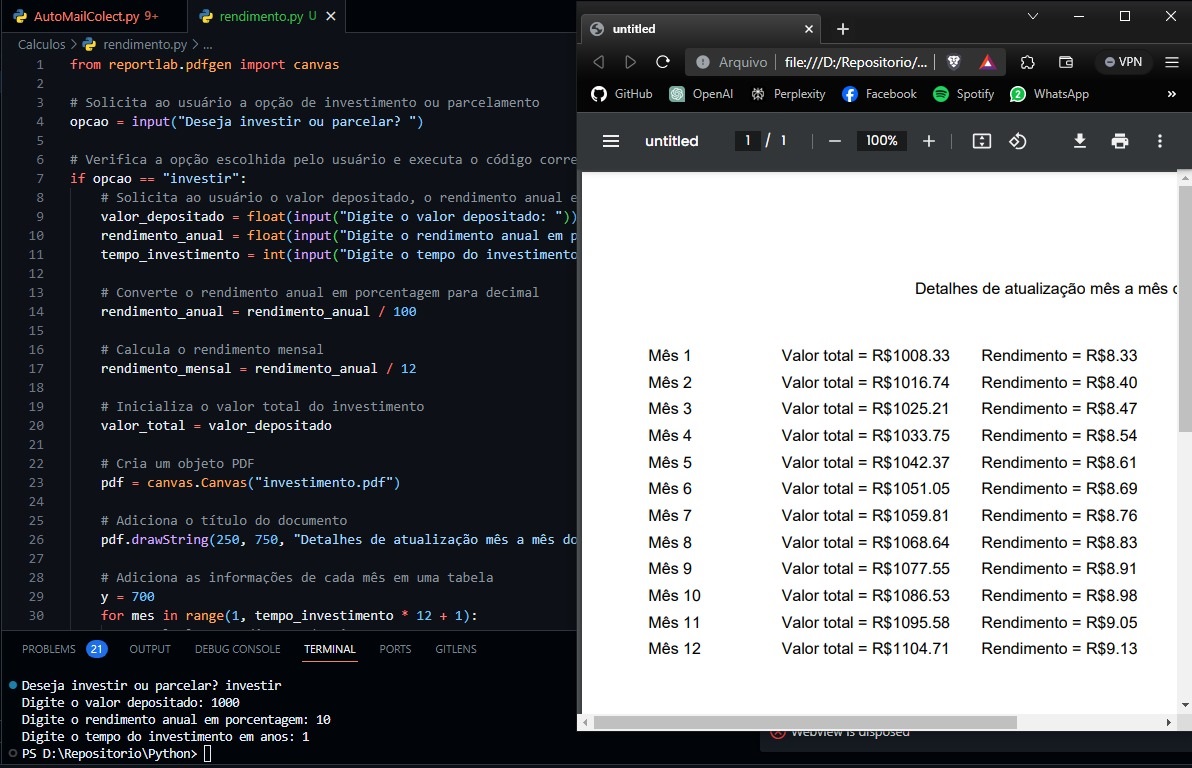 AutoMailColect.py 9+
rendimento.py U
Calculos > rendimento.py > ...
1 from reportlab.pdfgen import canvas
2
3 # Solicita ao usuário a opção de investimento ou parcelamento
4 opcao = input("Deseja investir ou parcelar? ")
5
6 # Verifica a opção escolhida pelo usuário e executa o código corre
7 if opcao == "investir":
8 # Solicita ao usuário o valor depositado, o rendimento anual e
9 valor_depositado = float(input("Digite o valor depositado: "))
10 rendimento_anual = float(input("Digite o rendimento anual em p
11 tempo_investimento = int(input("Digite o tempo do investimento
12
13 # Converte o rendimento anual em porcentagem para decimal
14 rendimento_anual = rendimento_anual / 100
15
16 # Calcula o rendimento mensal
17 rendimento_mensal = rendimento_anual / 12
18
19 # Inicializa o valor total do investimento
20 valor_total = valor_depositado
21
22 # Cria um objeto PDF
23 pdf = canvas.Canvas("investimento.pdf")
24
25 # Adiciona o título do documento
26 pdf.drawString(250, 750, "Detalhes de atualização mês a mês do
27
28 # Adiciona as informações de cada mês em uma tabela
29 y = 700
30 for mes in range(1, tempo_investimento * 12 + 1):
PROBLEMS 21 OUTPUT DEBUG CONSOLE TERMINAL PORTS GITLENS
Deseja investir ou parcelar? investir
Digite o valor depositado: 1000
Digite o rendimento anual em porcentagem: 10
Digite o tempo do investimento em anos: 1
PS D:\Repositorio\Python>
untitled
Arquivo file:///D:/Repositorio/... VPN
GitHub OpenAI Perplexity Facebook Spotify WhatsApp »
untitled 1 / 1 100%
Detalhes de atualização mês a mês d
Mês 1 Valor total = R$1008.33 Rendimento = R$8.33
Mês 2 Valor total = R$1016.74 Rendimento = R$8.40
Mês 3 Valor total = R$1025.21 Rendimento = R$8.47
Mês 4 Valor total = R$1033.75 Rendimento = R$8.54
Mês 5 Valor total = R$1042.37 Rendimento = R$8.61
Mês 6 Valor total = R$1051.05 Rendimento = R$8.69
Mês 7 Valor total = R$1059.81 Rendimento = R$8.76
Mês 8 Valor total = R$1068.64 Rendimento = R$8.83
Mês 9 Valor total = R$1077.55 Rendimento = R$8.91
Mês 10 Valor total = R$1086.53 Rendimento = R$8.98
Mês 11 Valor total = R$1095.58 Rendimento = R$9.05
Mês 12 Valor total = R$1104.71 Rendimento = R$9.13
Webview is disposed